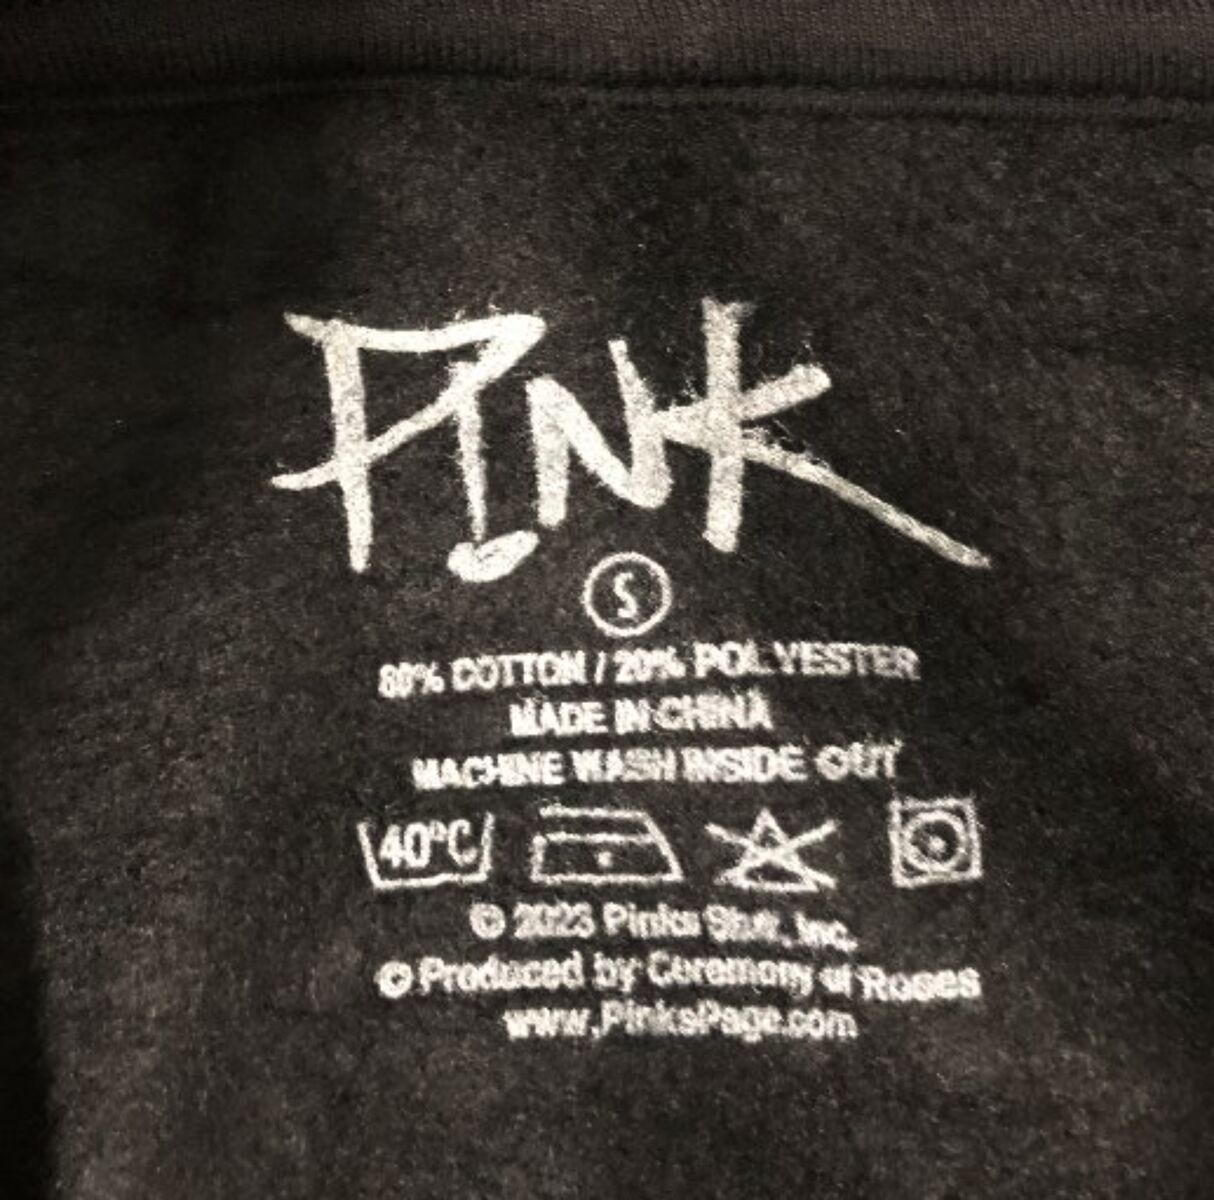 P!NK
S
80% COTTON / 20% POLYESTER
MADE IN CHINA
MACHINE WASH INSIDE OUT
40°C
© 2023 Pinks Stuff, Inc.
© Produced by Ceremony of Roses
www.PinksPage.com